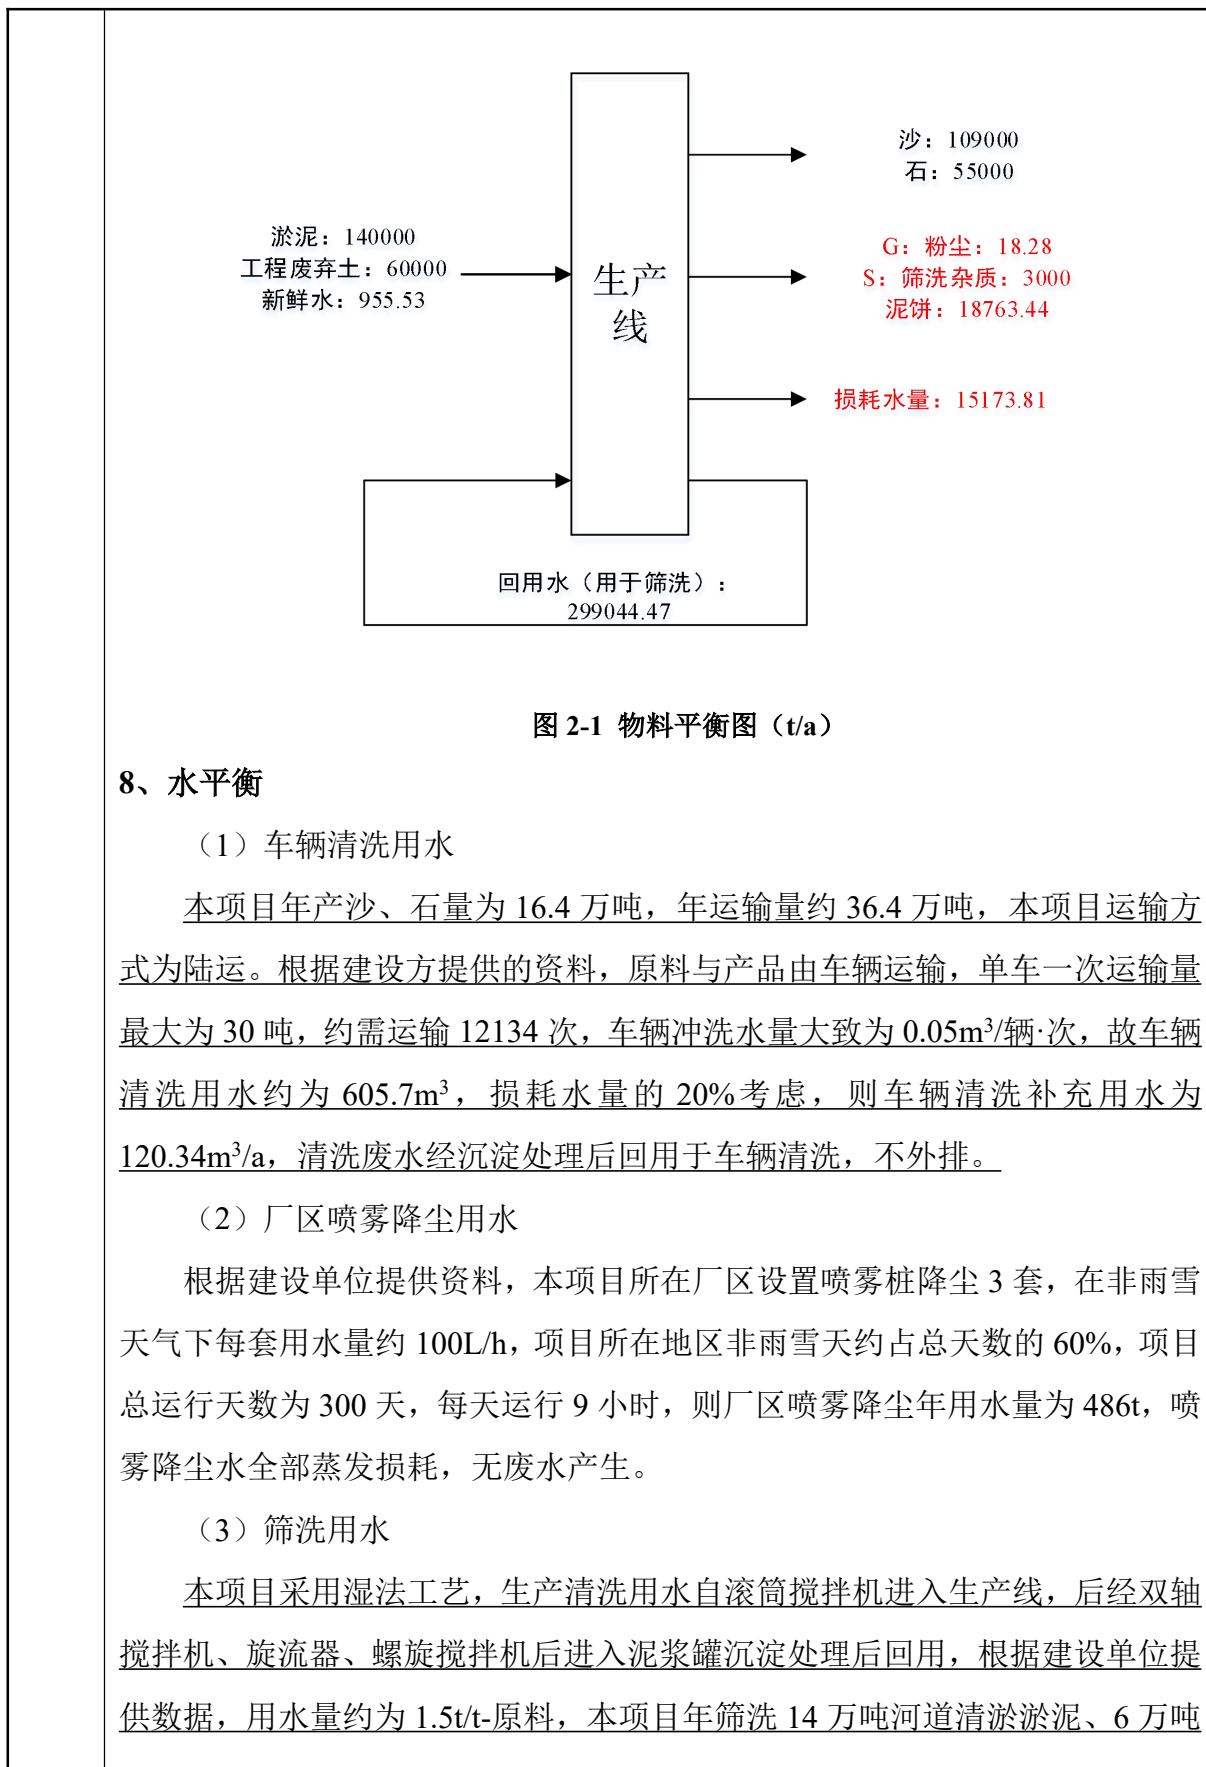 沙：109000
石：55000
淤泥：140000
工程废弃土：60000
新鲜水：955.53
生产
线
G：粉尘：18.28
S：筛洗杂质：3000
泥饼：18763.44
损耗水量：15173.81
回用水（用于筛洗）：
299044.47
图 2-1 物料平衡图（t/a）
8、水平衡
（1）车辆清洗用水
本项目年产沙、石量为 16.4 万吨，年运输量约 36.4 万吨，本项目运输方
式为陆运。根据建设方提供的资料，原料与产品由车辆运输，单车一次运输量
最大为 30 吨，约需运输 12134 次，车辆冲洗水量大致为 0.05m³/辆·次，故车辆
清洗用水约为 605.7m³，损耗水量的 20%考虑，则车辆清洗补充用水为
120.34m³/a，清洗废水经沉淀处理后回用于车辆清洗，不外排。
（2）厂区喷雾降尘用水
根据建设单位提供资料，本项目所在厂区设置喷雾桩降尘 3 套，在非雨雪
天气下每套用水量约 100L/h，项目所在地区非雨雪天约占总天数的 60%，项目
总运行天数为 300 天，每天运行 9 小时，则厂区喷雾降尘年用水量为 486t，喷
雾降尘水全部蒸发损耗，无废水产生。
（3）筛洗用水
本项目采用湿法工艺，生产清洗用水自滚筒搅拌机进入生产线，后经双轴
搅拌机、旋流器、螺旋搅拌机后进入泥浆罐沉淀处理后回用，根据建设单位提
供数据，用水量约为 1.5t/t-原料，本项目年筛洗 14 万吨河道清淤淤泥、6 万吨